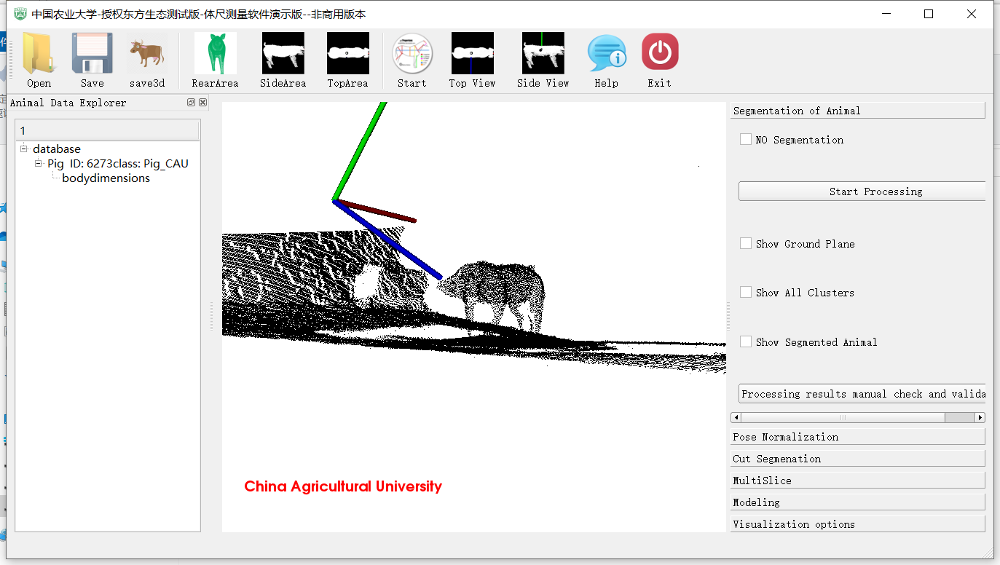 中国农业大学-授权东方生态测试版-体尺测量软件演示版--非商用版本
Open Save save3d RearArea SideArea TopArea Start Top View Side View Help Exit
Animal Data Explorer
1
database
Pig ID: 6273class: Pig_CAU
bodydimensions
China Agricultural University
Segmentation of Animal
NO Segmentation
Start Processing
Show Ground Plane
Show All Clusters
Show Segmented Animal
Processing results manual check and valida
Pose Normalization
Cut Segmenation
MultiSlice
Modeling
Visualization options